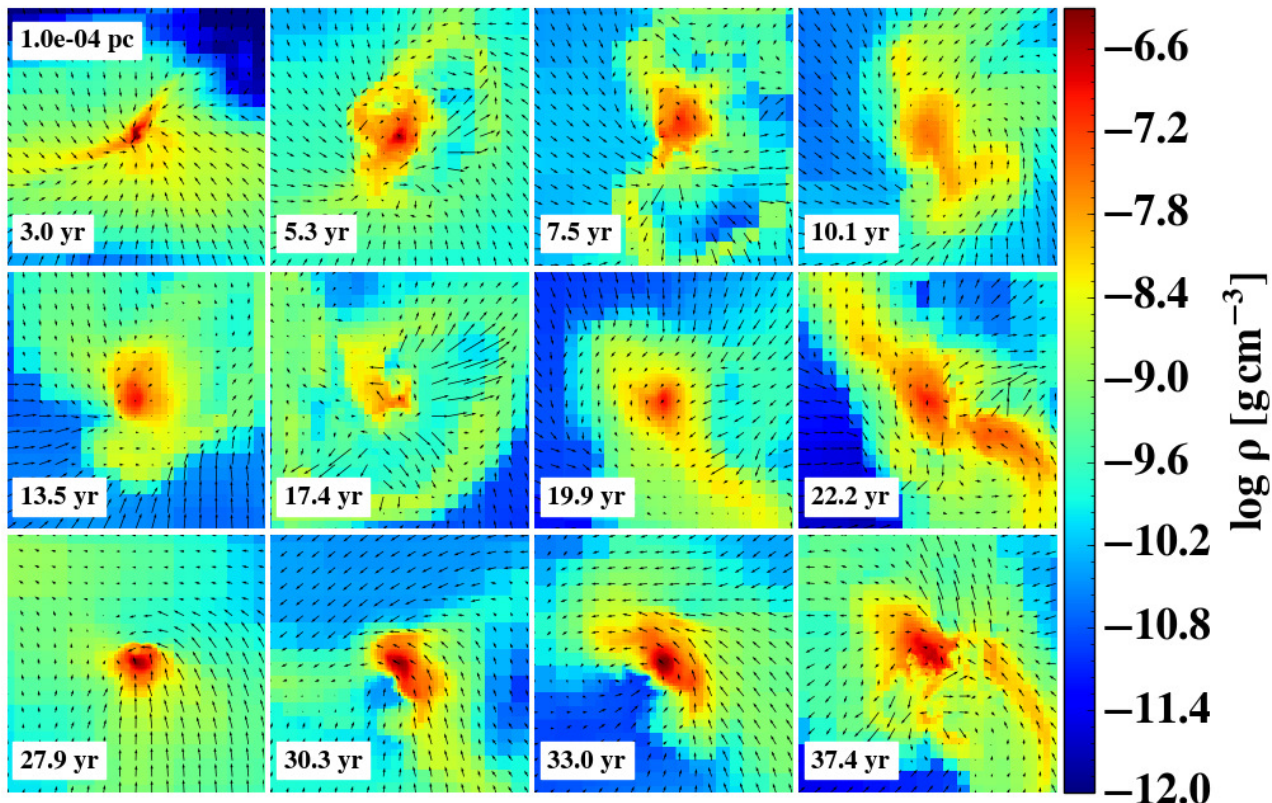 1.0e-04 pc
3.0 yr
5.3 yr
7.5 yr
10.1 yr
13.5 yr
17.4 yr
19.9 yr
22.2 yr
27.9 yr
30.3 yr
33.0 yr
37.4 yr
−6.6
−7.2
−7.8
−8.4
−9.0
−9.6
−10.2
−10.8
−11.4
−12.0
log ρ [g cm⁻³]